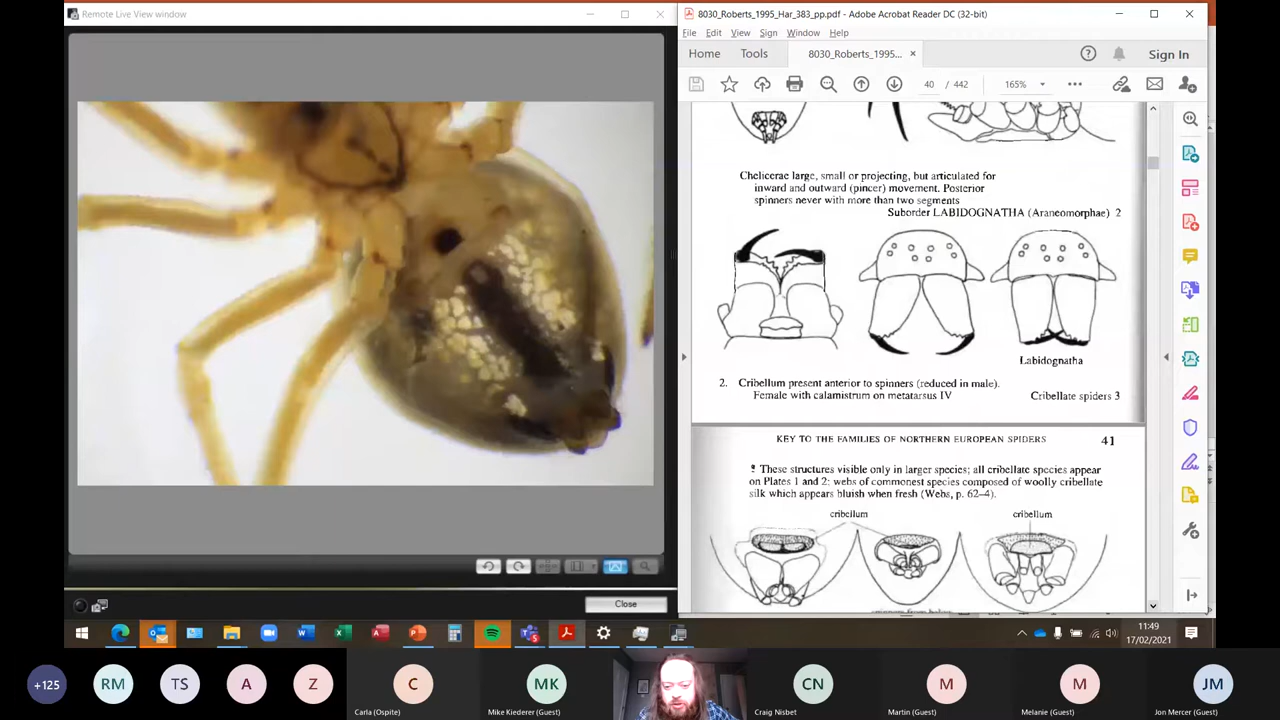 Remote Live View window
Close
8030_Roberts_1995_Har_383_pp.pdf - Adobe Acrobat Reader DC (32-bit)
File Edit View Sign Window Help
Home Tools 8030_Roberts_1995... × Sign In
40 / 442 165%
Chelicerae large, small or projecting, but articulated for
inward and outward (pincer) movement. Posterior
spinners never with more than two segments
Suborder LABIDOGNATHA (Araneomorphae) 2
Labidognatha
2. Cribellum present anterior to spinners (reduced in male).
Female with calamistrum on metatarsus IV Cribellate spiders 3
KEY TO THE FAMILIES OF NORTHERN EUROPEAN SPIDERS 41
These structures visible only in larger species; all cribellate species appear
on Plates 1 and 2: webs of commonest species composed of woolly cribellate
silk which appears bluish when fresh (Webs, p. 62–4).
cribellum cribellum
11:49
17/02/2021
+125 RM TS A Z C MK CN M M JM
Carla (Ospite) Mike Kiederer (Guest) Craig Nisbet Martin (Guest) Melanie (Guest) Jon Mercer (Guest)